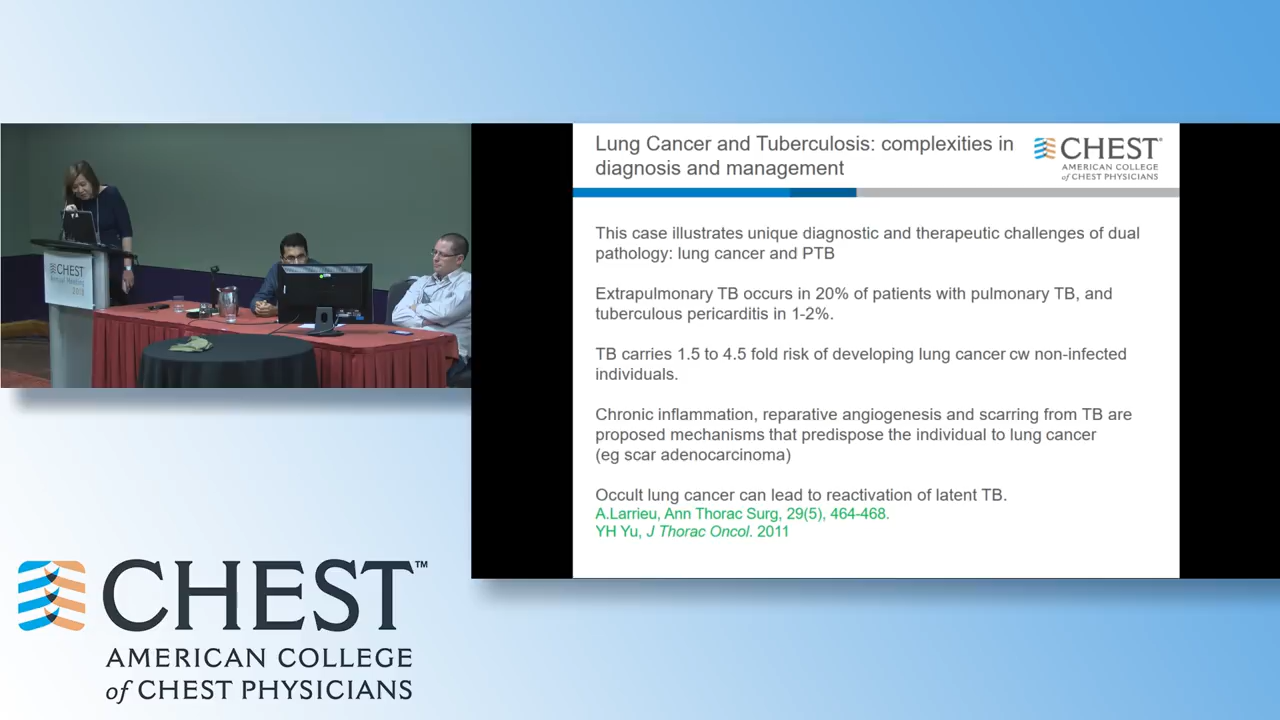 Lung Cancer and Tuberculosis: complexities in
diagnosis and management
CHEST
AMERICAN COLLEGE
of CHEST PHYSICIANS
This case illustrates unique diagnostic and therapeutic challenges of dual
pathology: lung cancer and PTB
Extrapulmonary TB occurs in 20% of patients with pulmonary TB, and
tuberculous pericarditis in 1-2%.
TB carries 1.5 to 4.5 fold risk of developing lung cancer cw non-infected
individuals.
Chronic inflammation, reparative angiogenesis and scarring from TB are
proposed mechanisms that predispose the individual to lung cancer
(eg scar adenocarcinoma)
Occult lung cancer can lead to reactivation of latent TB.
A.Larrieu, Ann Thorac Surg, 29(5), 464-468.
YH Yu, J Thorac Oncol. 2011
CHEST
Annual Meeting
CHEST™
AMERICAN COLLEGE
of CHEST PHYSICIANS